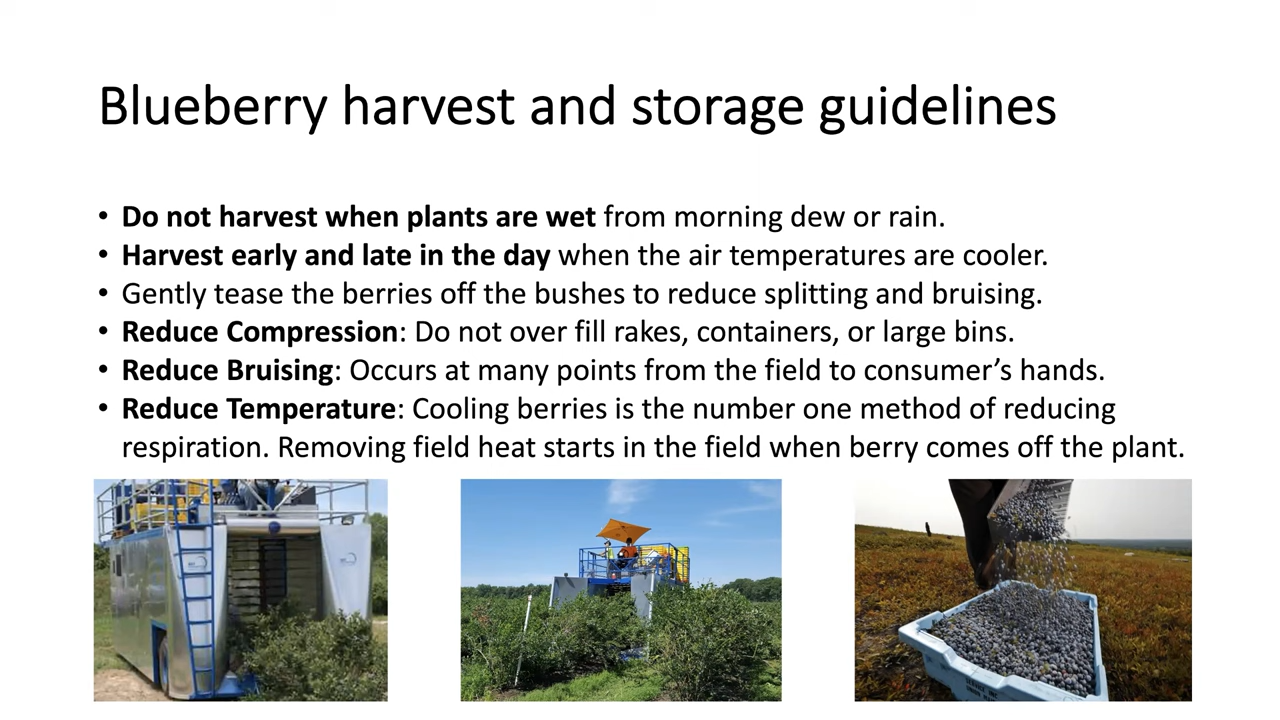 Blueberry harvest and storage guidelines
• Do not harvest when plants are wet from morning dew or rain.
• Harvest early and late in the day when the air temperatures are cooler.
• Gently tease the berries off the bushes to reduce splitting and bruising.
• Reduce Compression: Do not over fill rakes, containers, or large bins.
• Reduce Bruising: Occurs at many points from the field to consumer’s hands.
• Reduce Temperature: Cooling berries is the number one method of reducing
respiration. Removing field heat starts in the field when berry comes off the plant.